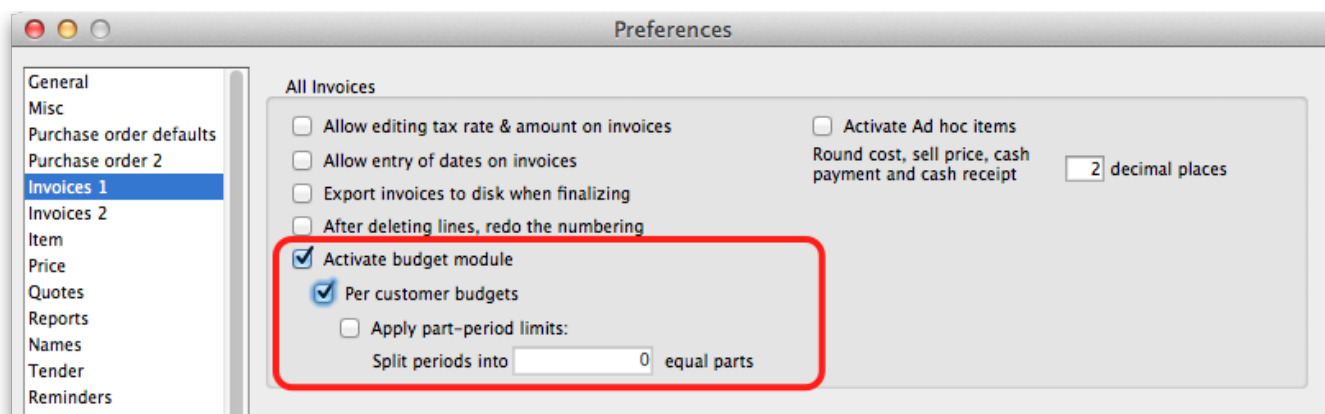 Preferences
General
Misc
Purchase order defaults
Purchase order 2
Invoices 1
Invoices 2
Item
Price
Quotes
Reports
Names
Tender
Reminders
All Invoices
Allow editing tax rate & amount on invoices
Allow entry of dates on invoices
Export invoices to disk when finalizing
After deleting lines, redo the numbering
Activate budget module
Per customer budgets
Apply part-period limits:
Split periods into 0 equal parts
Activate Ad hoc items
Round cost, sell price, cash
payment and cash receipt 2 decimal places